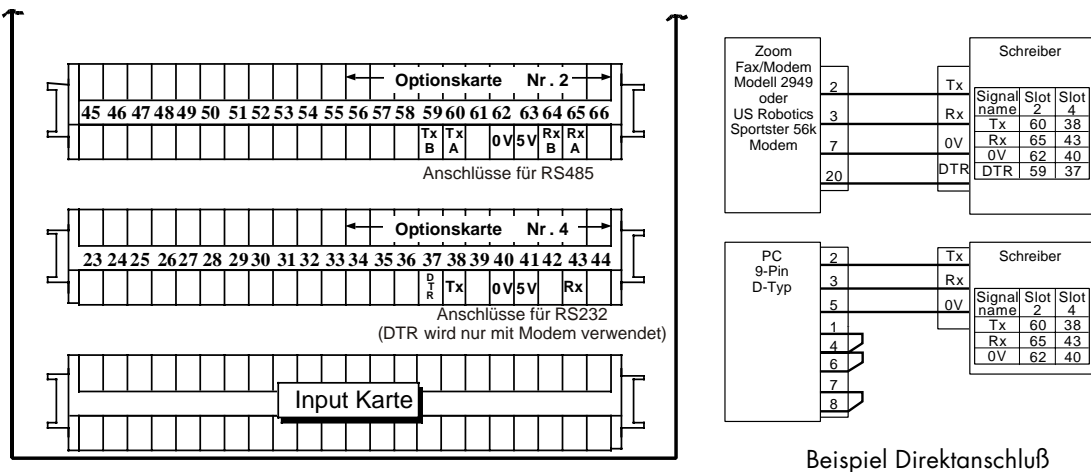 Optionskarte Nr. 2
45 46 47 48 49 50 51 52 53 54 55 56 57 58 59 60 61 62 63 64 65 66
Tx B Tx A 0V 5V Rx B Rx A
Anschlüsse für RS485
Optionskarte Nr. 4
23 24 25 26 27 28 29 30 31 32 33 34 35 36 37 38 39 40 41 42 43 44
DTR Tx 0V 5V Rx
Anschlüsse für RS232
(DTR wird nur mit Modem verwendet)
Input Karte
Zoom
Fax/Modem
Modell 2949
oder
US Robotics
Sportster 56k
Modem
2
3
7
20
Tx
Rx
0V
DTR
Schreiber
Signal name Slot 2 Slot 4
Tx 60 38
Rx 65 43
0V 62 40
DTR 59 37
PC
9-Pin
D-Typ
2
3
5
1
4
6
7
8
Tx
Rx
0V
Schreiber
Signal name Slot 2 Slot 4
Tx 60 38
Rx 65 43
0V 62 40
Beispiel Direktanschluß